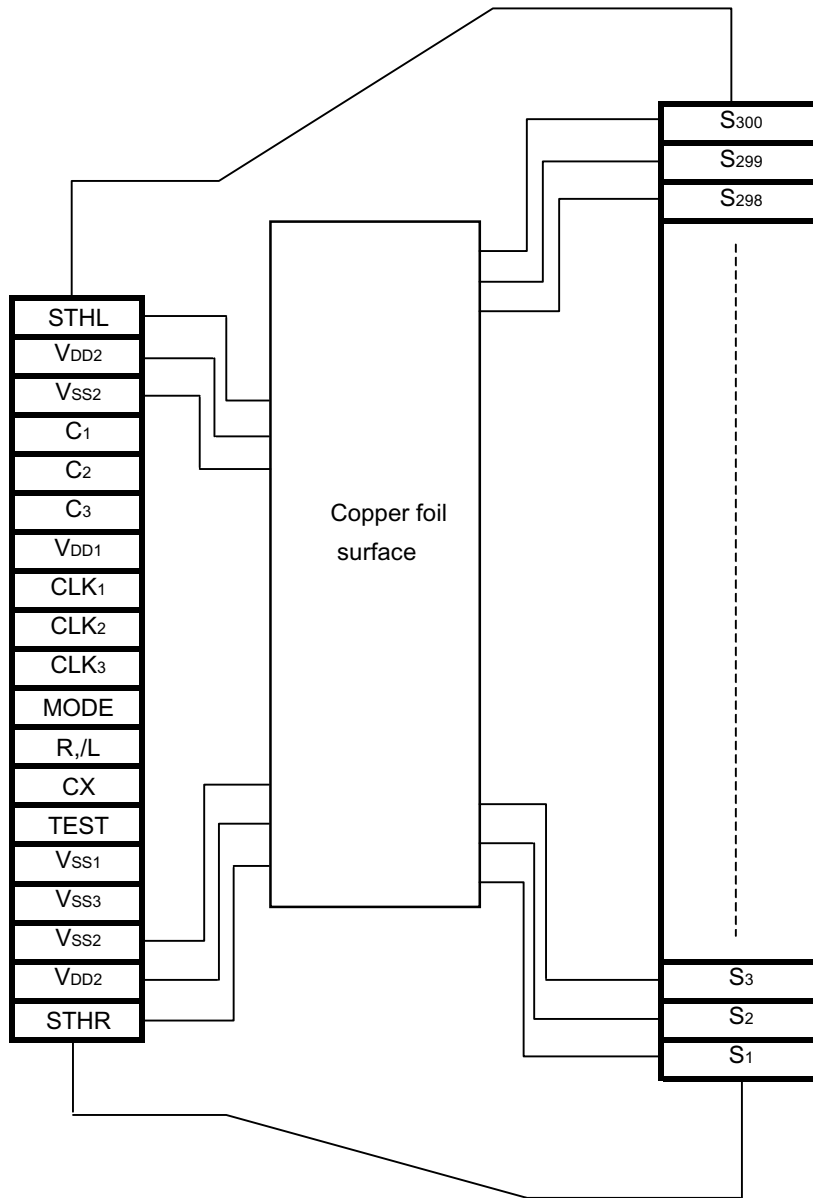 STHL
VDD2
VSS2
C1
C2
C3
VDD1
CLK1
CLK2
CLK3
MODE
R,/L
CX
TEST
VSS1
VSS3
VSS2
VDD2
STHR
Copper foil
surface
S300
S299
S298
S3
S2
S1